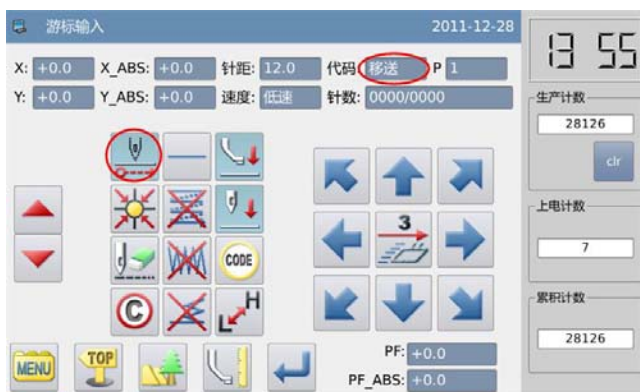 游标输入 2011-12-28
13 55
X: +0.0 X_ABS: +0.0 针距: 12.0 代码: 移送 P 1
Y: +0.0 Y_ABS: +0.0 速度: 低速 针数: 0000/0000
生产计数
28126
clr
上电计数
7
累积计数
28126
3
CODE
C
H
MENU
TOP
PF: +0.0
PF_ABS: +0.0